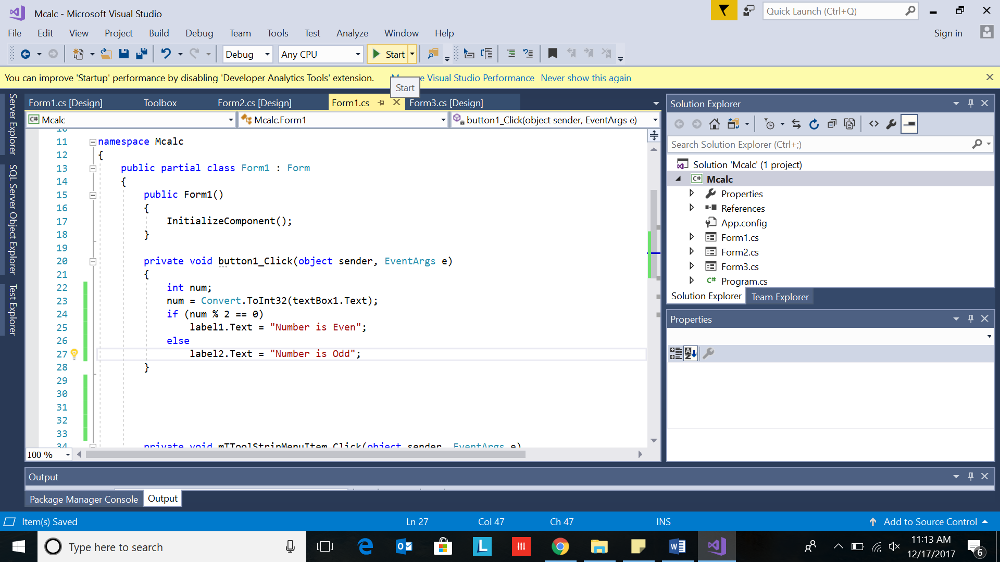 Mcalc - Microsoft Visual Studio
Quick Launch (Ctrl+Q)
File Edit View Project Build Debug Team Tools Test Analyze Window Help
Sign in
Debug Any CPU Start
You can improve 'Startup' performance by disabling 'Developer Analytics Tools' extension. Visual Studio Performance Never show this again
Start
Form1.cs [Design] Toolbox Form2.cs [Design] Form1.cs Form3.cs [Design]
C# Mcalc Mcalc.Form1 button1_Click(object sender, EventArgs e)
Server Explorer
SQL Server Object Explorer
Test Explorer
10
11 namespace Mcalc
12 {
13 public partial class Form1 : Form
14 {
15 public Form1()
16 {
17 InitializeComponent();
18 }
19
20 private void button1_Click(object sender, EventArgs e)
21 {
22 int num;
23 num = Convert.ToInt32(textBox1.Text);
24 if (num % 2 == 0)
25 label1.Text = "Number is Even";
26 else
27 label2.Text = "Number is Odd";
28 }
29
30
31
32
33
34 private void mTToolStripMenuItem_Click(object sender, EventArgs e)
100 %
Solution Explorer
Search Solution Explorer (Ctrl+;)
Solution 'Mcalc' (1 project)
C# Mcalc
Properties
References
App.config
Form1.cs
Form2.cs
Form3.cs
C# Program.cs
Solution Explorer Team Explorer
Properties
Output
Package Manager Console Output
Item(s) Saved Ln 27 Col 47 Ch 47 INS Add to Source Control
Type here to search
11:13 AM
12/17/2017
6